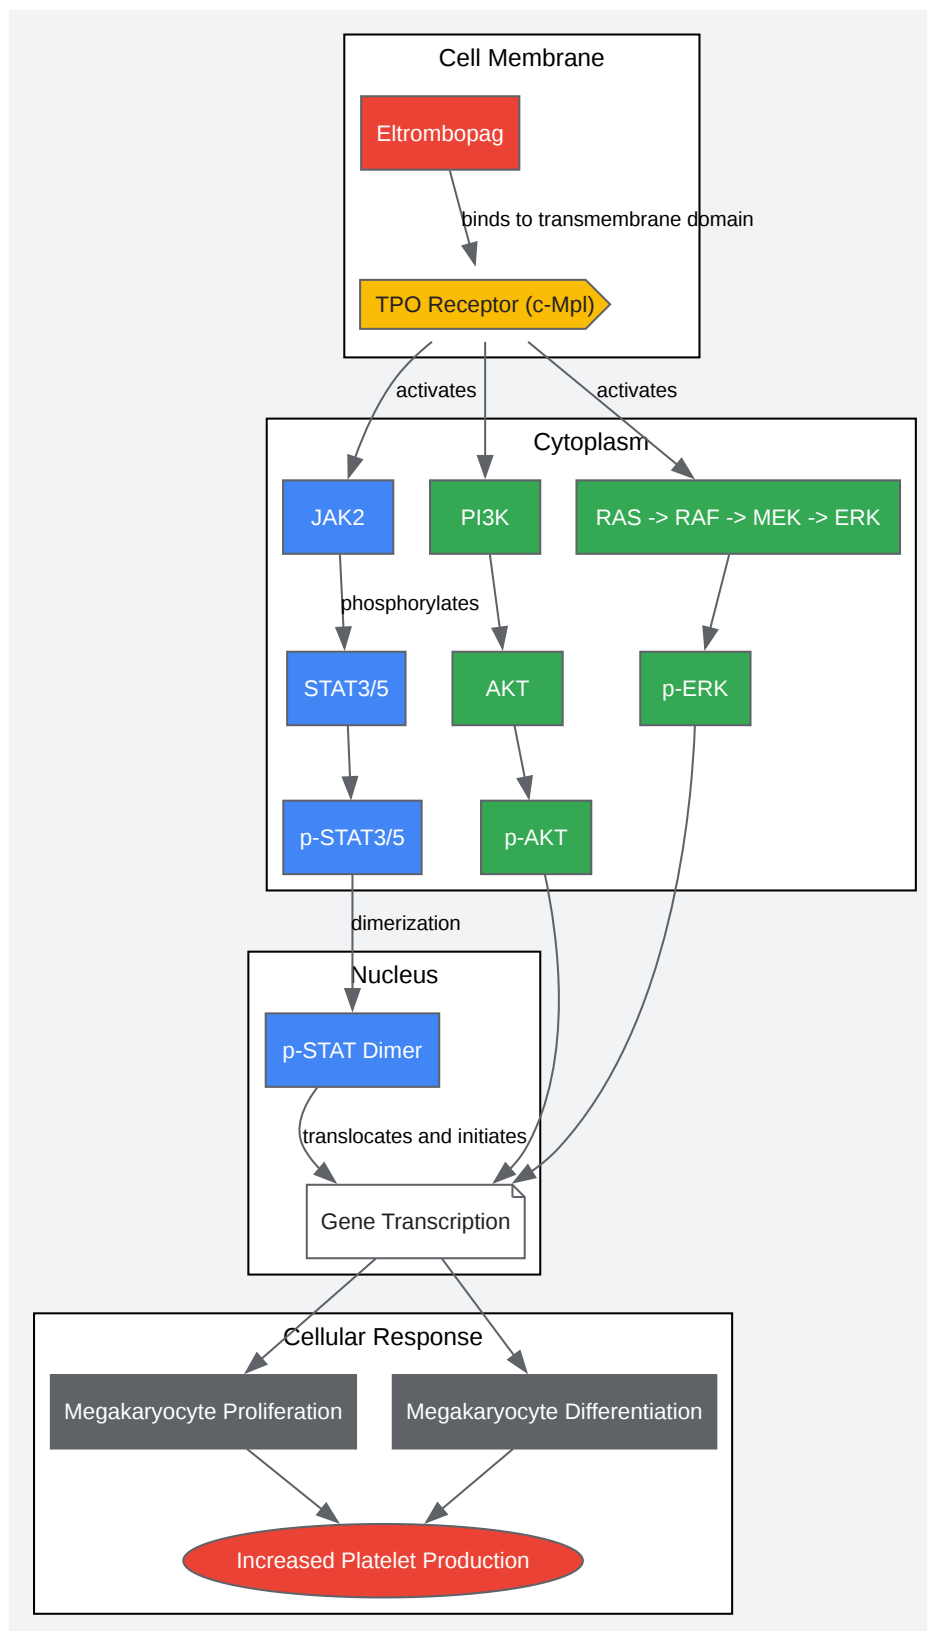 Cell Membrane
Eltrombopag
binds to transmembrane domain
TPO Receptor (c-Mpl)
activates
activates
Cytoplasm
JAK2
PI3K
RAS -> RAF -> MEK -> ERK
phosphorylates
STAT3/5
AKT
p-ERK
p-STAT3/5
p-AKT
dimerization
Nucleus
p-STAT Dimer
translocates and initiates
Gene Transcription
Cellular Response
Megakaryocyte Proliferation
Megakaryocyte Differentiation
Increased Platelet Production